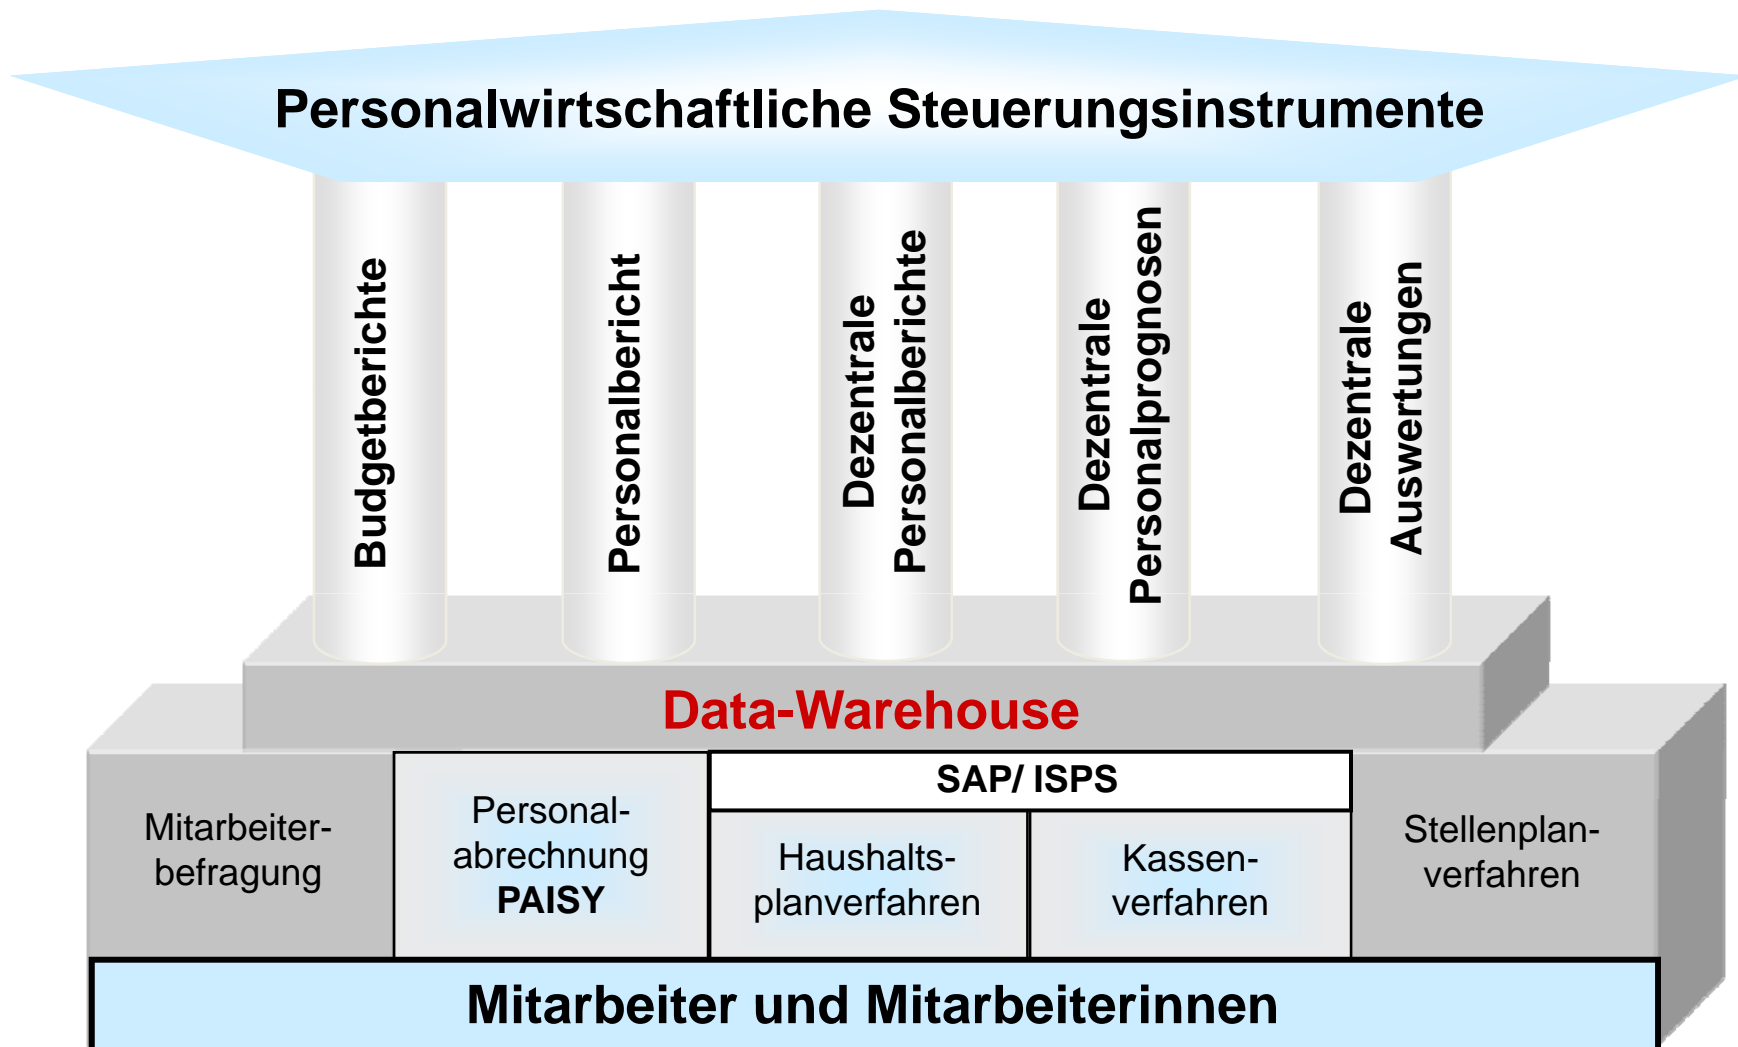 Personalwirtschaftliche Steuerungsinstrumente
Budgetberichte
Personalbericht
Dezentrale
Personalberichte
Dezentrale
Personalprognosen
Dezentrale
Auswertungen
Data-Warehouse
Mitarbeiter-
befragung
Personal-
abrechnung
PAISY
SAP/ ISPS
Haushalts-
planverfahren
Kassen-
verfahren
Stellenplan-
verfahren
Mitarbeiter und Mitarbeiterinnen